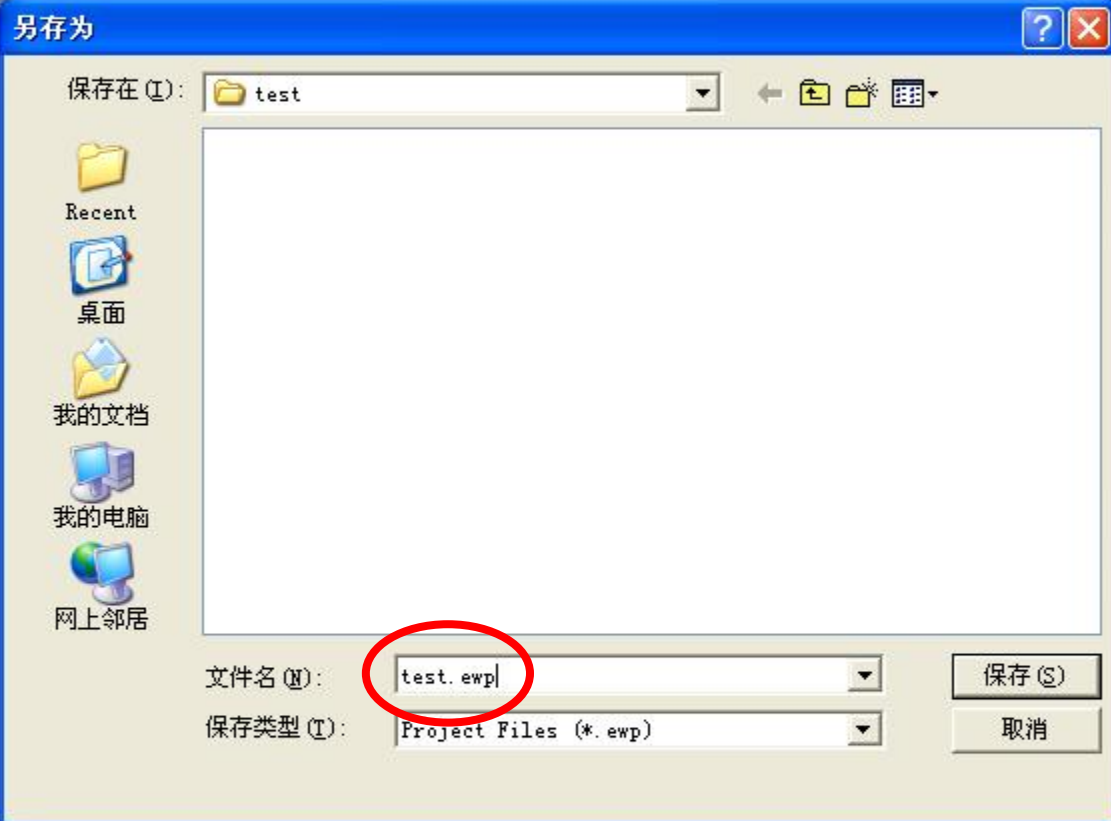 另存为
保存在(I):
test
Recent
桌面
我的文档
我的电脑
网上邻居
文件名(N):
test.ewp
保存(S)
保存类型(T):
Project Files (*.ewp)
取消